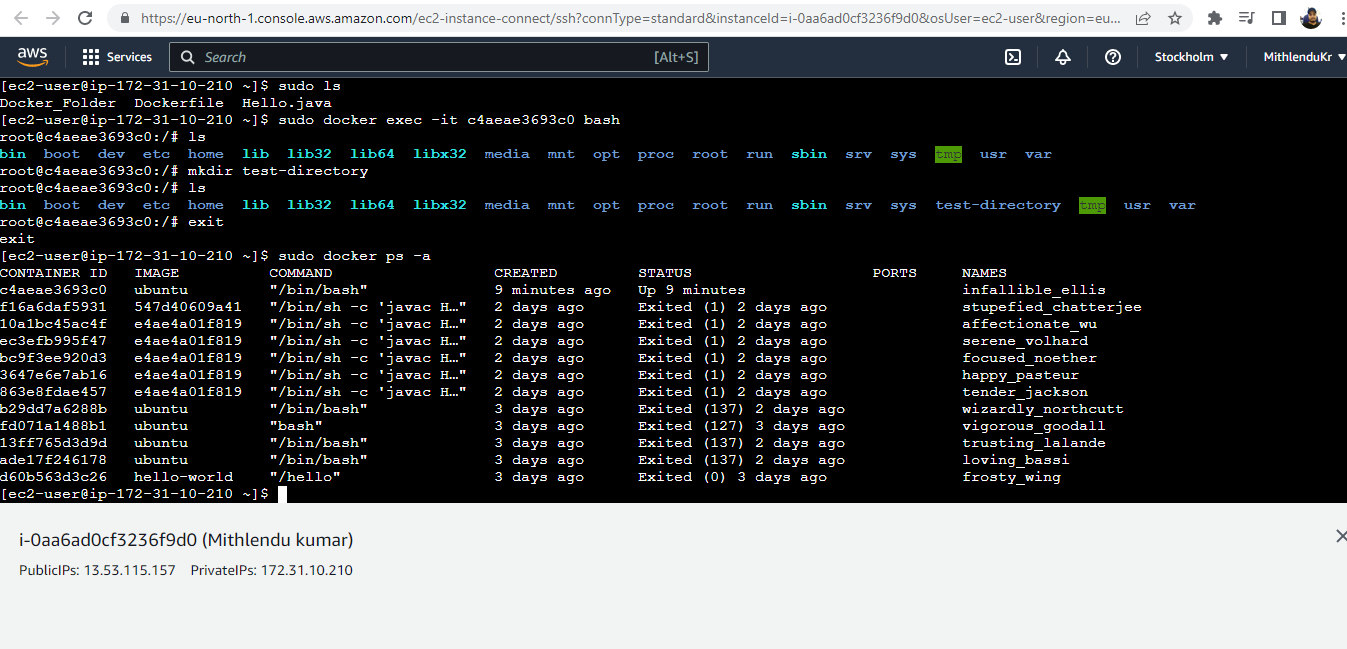 https://eu-north-1.console.aws.amazon.com/ec2-instance-connect/ssh?connType=standard&instanceId=i-0aa6ad0cf3236f9d0&osUser=ec2-user&region=eu...
aws Services Search [Alt+S] Stockholm ▼ MithlenduKr ▼
[ec2-user@ip-172-31-10-210 ~]$ sudo ls
Docker_Folder Dockerfile Hello.java
[ec2-user@ip-172-31-10-210 ~]$ sudo docker exec -it c4aeae3693c0 bash
root@c4aeae3693c0:/# ls
bin boot dev etc home lib lib32 lib64 libx32 media mnt opt proc root run sbin srv sys tmp usr var
root@c4aeae3693c0:/# mkdir test-directory
root@c4aeae3693c0:/# ls
bin boot dev etc home lib lib32 lib64 libx32 media mnt opt proc root run sbin srv sys test-directory tmp usr var
root@c4aeae3693c0:/# exit
exit
[ec2-user@ip-172-31-10-210 ~]$ sudo docker ps -a
CONTAINER ID IMAGE COMMAND CREATED STATUS PORTS NAMES
c4aeae3693c0 ubuntu "/bin/bash" 9 minutes ago Up 9 minutes infallible_ellis
f16a6daf5931 547d40609a41 "/bin/sh -c 'javac H…" 2 days ago Exited (1) 2 days ago stupefied_chatterjee
10a1bc45ac4f e4ae4a01f819 "/bin/sh -c 'javac H…" 2 days ago Exited (1) 2 days ago affectionate_wu
ec3efb995f47 e4ae4a01f819 "/bin/sh -c 'javac H…" 2 days ago Exited (1) 2 days ago serene_volhard
bc9f3ee920d3 e4ae4a01f819 "/bin/sh -c 'javac H…" 2 days ago Exited (1) 2 days ago focused_noether
3647e6e7ab16 e4ae4a01f819 "/bin/sh -c 'javac H…" 2 days ago Exited (1) 2 days ago happy_pasteur
863e8fdae457 e4ae4a01f819 "/bin/sh -c 'javac H…" 2 days ago Exited (1) 2 days ago tender_jackson
b29dd7a6288b ubuntu "/bin/bash" 3 days ago Exited (137) 2 days ago wizardly_northcutt
fd071a1488b1 ubuntu "bash" 3 days ago Exited (127) 3 days ago vigorous_goodall
13ff765d3d9d ubuntu "/bin/bash" 3 days ago Exited (137) 2 days ago trusting_lalande
ade17f246178 ubuntu "/bin/bash" 3 days ago Exited (137) 2 days ago loving_bassi
d60b563d3c26 hello-world "/hello" 3 days ago Exited (0) 3 days ago frosty_wing
[ec2-user@ip-172-31-10-210 ~]$
i-0aa6ad0cf3236f9d0 (Mithlendu kumar)
PublicIPs: 13.53.115.157 PrivateIPs: 172.31.10.210